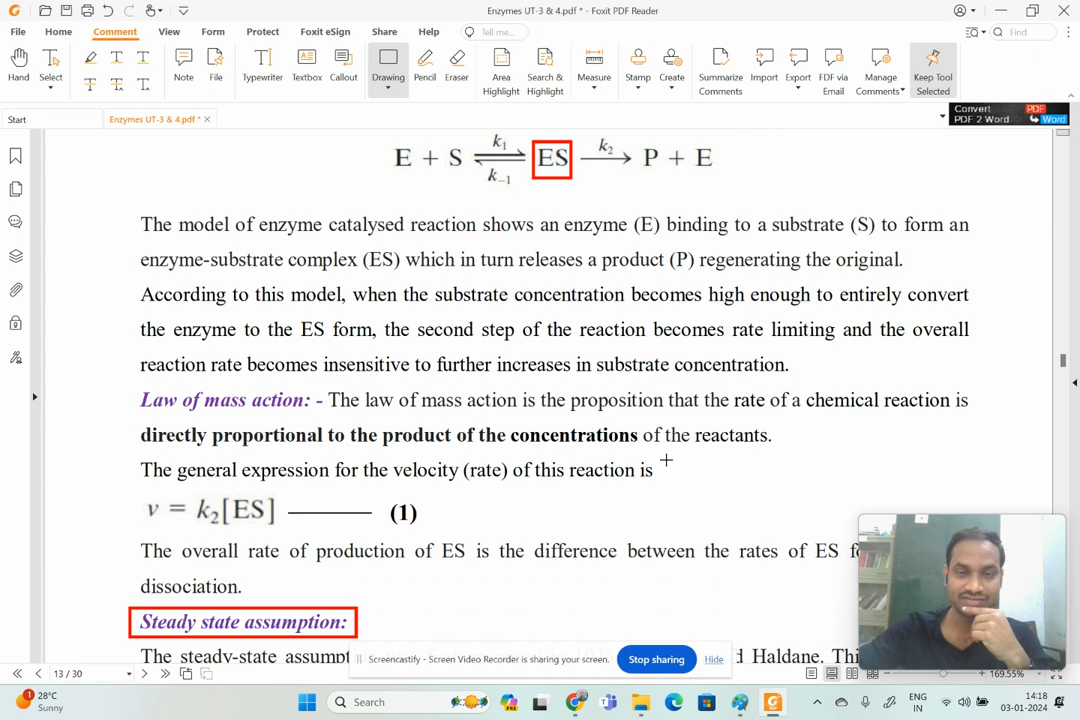 Enzymes UT-3 & 4.pdf * - Foxit PDF Reader
File Home Comment View Form Protect Foxit eSign Share Help Tell me... Find
Hand Select Note File Typewriter Textbox Callout Drawing Pencil Eraser Area Highlight Search & Highlight Measure Stamp Create Summarize Comments Import Export FDF via Email Manage Comments Keep Tool Selected
Start Enzymes UT-3 & 4.pdf * ×
Convert PDF
PDF 2 Word Word
E + S k1 k−1 ES k2 P + E
The model of enzyme catalysed reaction shows an enzyme (E) binding to a substrate (S) to form an
enzyme-substrate complex (ES) which in turn releases a product (P) regenerating the original.
According to this model, when the substrate concentration becomes high enough to entirely convert
the enzyme to the ES form, the second step of the reaction becomes rate limiting and the overall
reaction rate becomes insensitive to further increases in substrate concentration.
Law of mass action: - The law of mass action is the proposition that the rate of a chemical reaction is
directly proportional to the product of the concentrations of the reactants.
The general expression for the velocity (rate) of this reaction is
v = k2[ES] ——— (1)
The overall rate of production of ES is the difference between the rates of ES
dissociation.
Steady state assumption:
The steady-state assumpt d Haldane. Thi
Screencastify - Screen Video Recorder is sharing your screen. Stop sharing Hide
13 / 30 169.55%
28°C
Sunny
Search
ENG
IN
14:18
03-01-2024